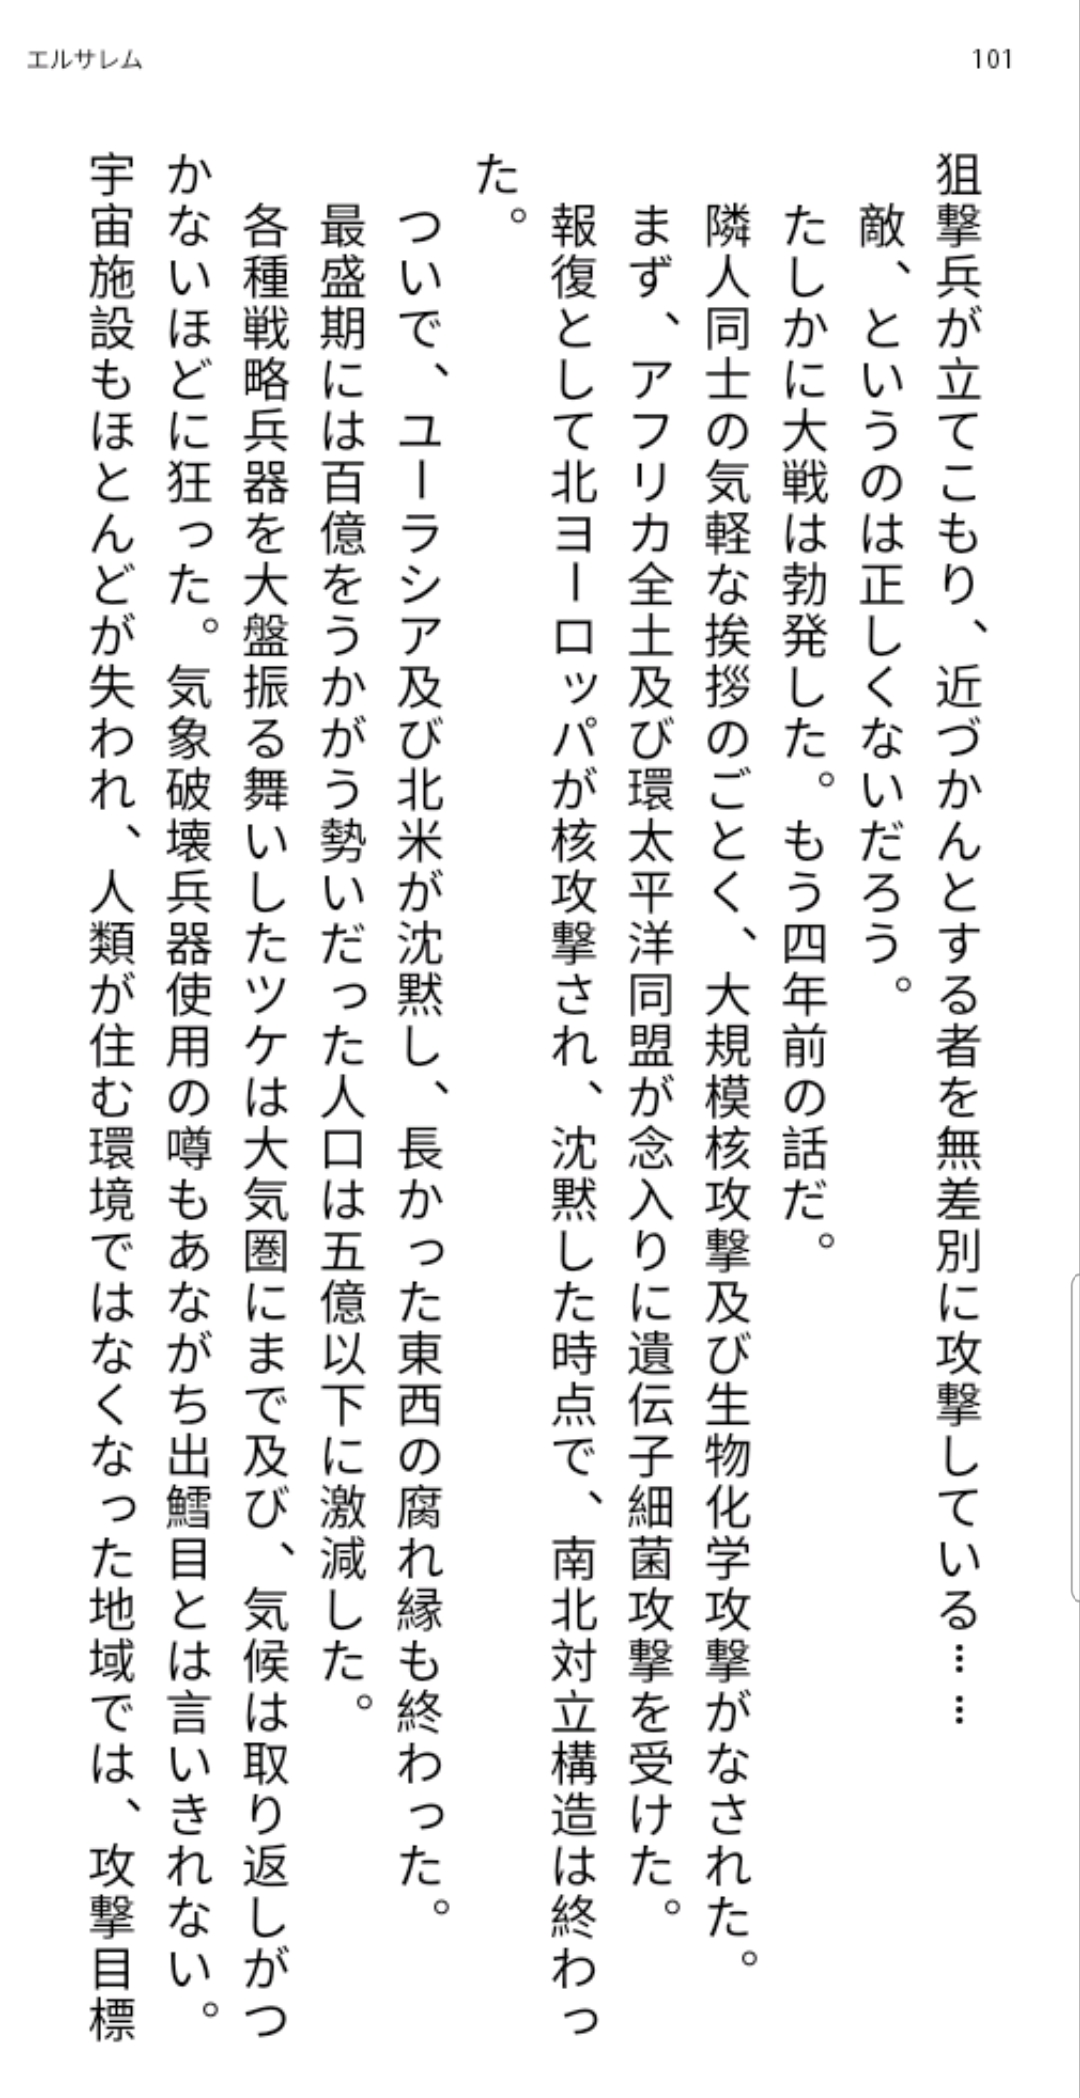 エルサレム
101
狙撃兵が立てこもり、近づかんとする者を無差別に攻撃している……
敵、というのは正しくないだろう。
たしかに大戦は勃発した。もう四年前の話だ。
隣人同士の気軽な挨拶のごとく、大規模核攻撃及び生物化学攻撃がなされた。
まず、アフリカ全土及び環太平洋同盟が念入りに遺伝子細菌攻撃を受けた。
報復として北ヨーロッパが核攻撃され、沈黙した時点で、南北対立構造は終わっ
た。
ついで、ユーラシア及び北米が沈黙し、長かった東西の腐れ縁も終わった。
最盛期には百億をうかがう勢いだった人口は五億以下に激減した。
各種戦略兵器を大盤振る舞いしたツケは大気圏にまで及び、気候は取り返しがつ
かないほどに狂った。気象破壊兵器使用の噂もあながち出鱈目とは言いきれない。
宇宙施設もほとんどが失われ、人類が住む環境ではなくなった地域では、攻撃目標